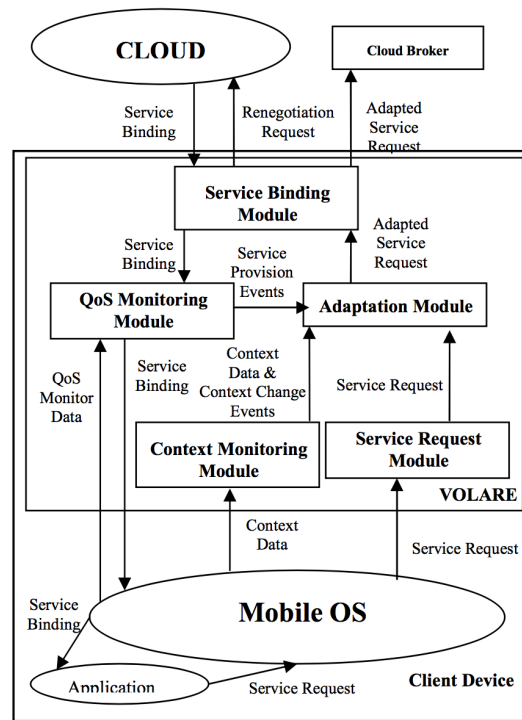 CLOUD
Cloud Broker
Service
Binding
Renegotiation
Request
Adapted
Service
Request
Service Binding
Module
Service
Binding
Service
Provision
Events
Adapted
Service
Request
QoS Monitoring
Module
Adaptation Module
QoS
Monitor
Data
Service
Binding
Context
Data &
Context Change
Events
Service Request
Context Monitoring
Module
Service Request
Module
VOLARE
Context
Data
Service Request
Service
Binding
Mobile OS
Application
Service Request
Client Device